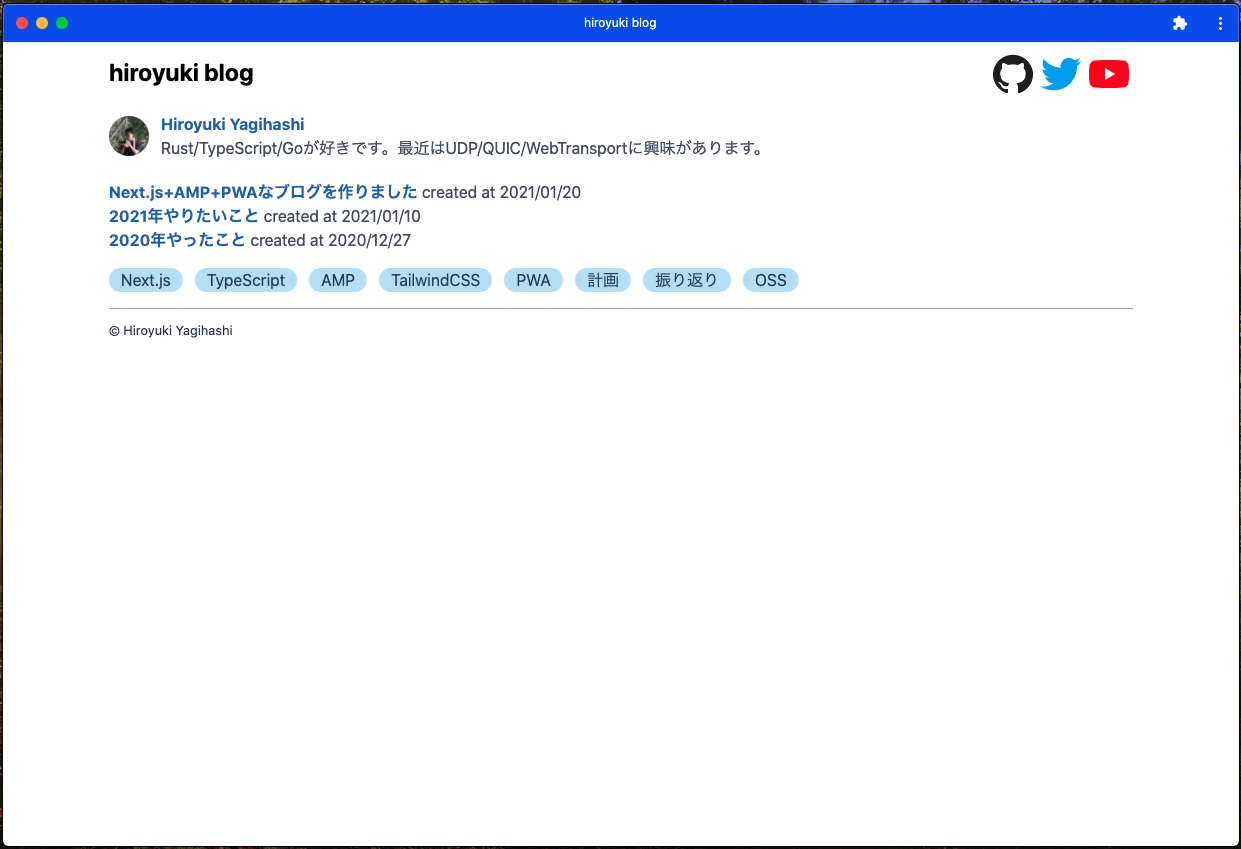 hiroyuki blog
hiroyuki blog
Hiroyuki Yagihashi
Rust/TypeScript/Goが好きです。最近はUDP/QUIC/WebTransportに興味があります。
Next.js+AMP+PWAなブログを作りました created at 2021/01/20
2021年やりたいこと created at 2021/01/10
2020年やったこと created at 2020/12/27
Next.js TypeScript AMP TailwindCSS PWA 計画 振り返り OSS
© Hiroyuki Yagihashi